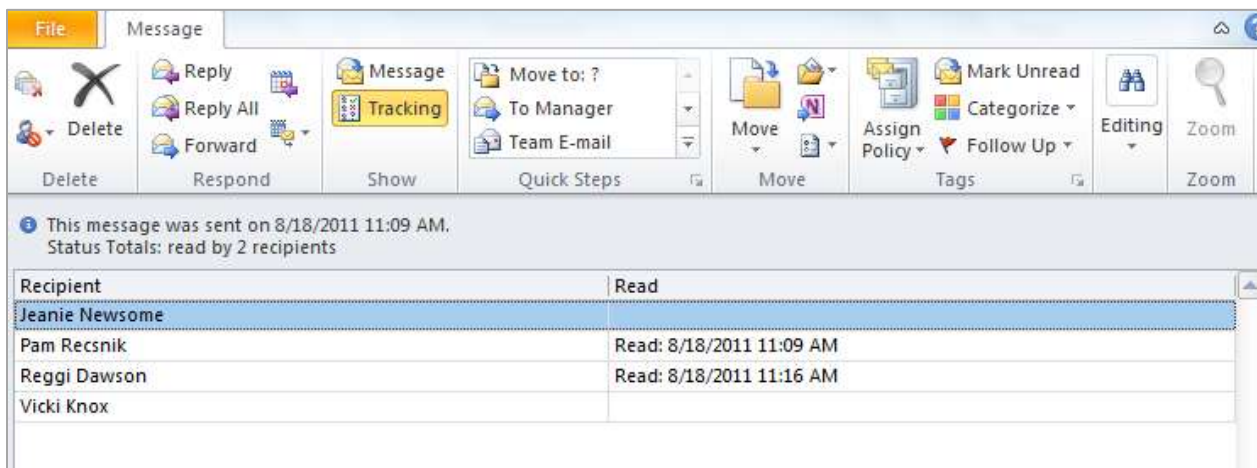 File Message
Reply Message Move to: ? Mark Unread
Reply All Tracking To Manager Categorize
Delete Forward Team E-mail Move Assign Policy Follow Up Editing Zoom
Delete Respond Show Quick Steps Move Tags Zoom
This message was sent on 8/18/2011 11:09 AM.
Status Totals: read by 2 recipients
Recipient Read
Jeanie Newsome
Pam Recsnik Read: 8/18/2011 11:09 AM
Reggi Dawson Read: 8/18/2011 11:16 AM
Vicki Knox